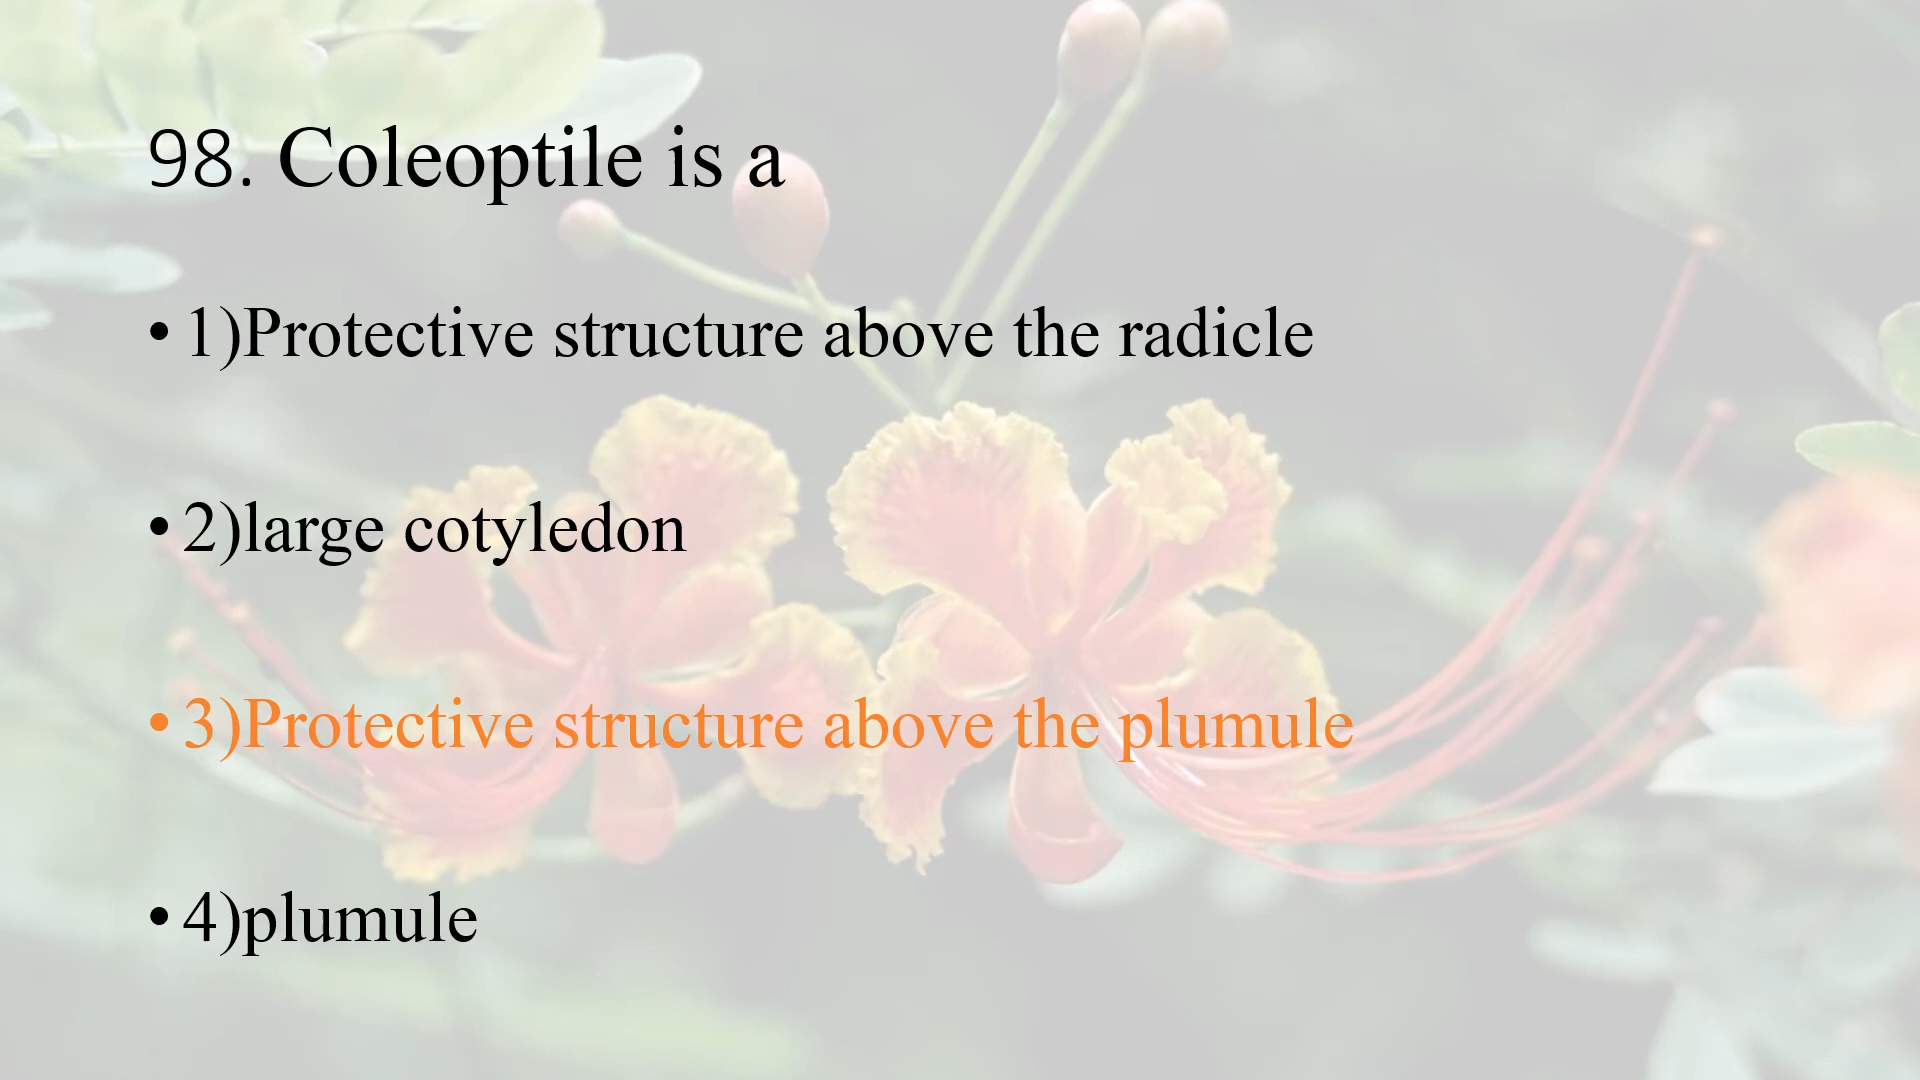 98. Coleoptile is a
• 1)Protective structure above the radicle
• 2)large cotyledon
• 3)Protective structure above the plumule
• 4)plumule